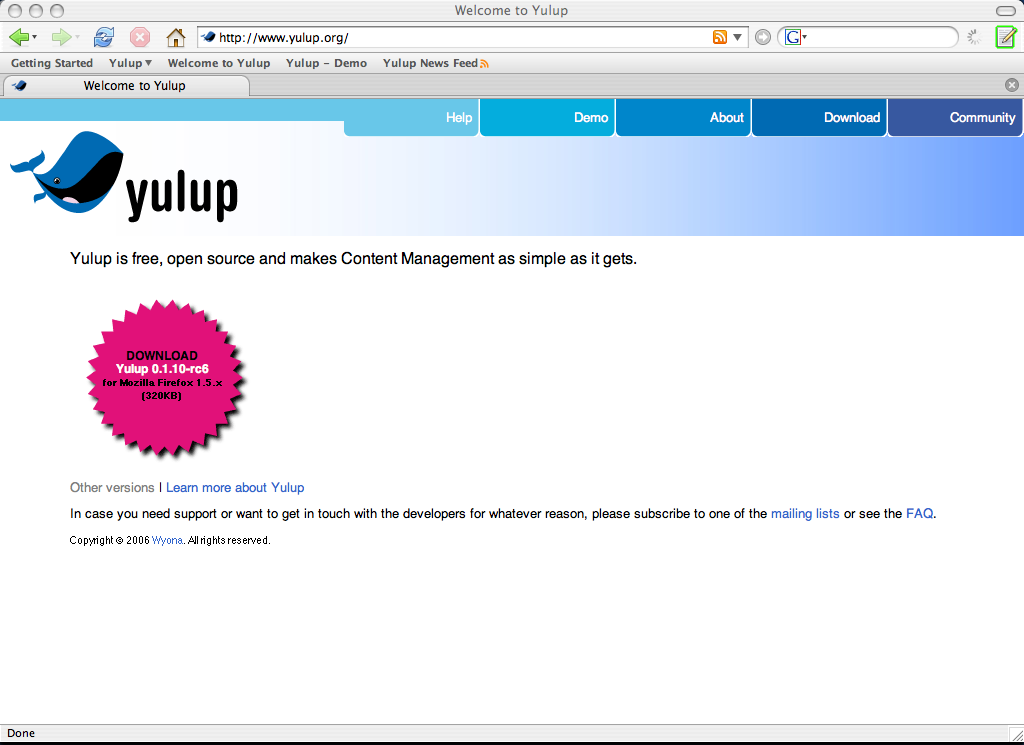 Welcome to Yulup
http://www.yulup.org/
G
Getting Started Yulup Welcome to Yulup Yulup - Demo Yulup News Feed
Welcome to Yulup
Help Demo About Download Community
yulup
Yulup is free, open source and makes Content Management as simple as it gets.
DOWNLOAD
Yulup 0.1.10-rc6
for Mozilla Firefox 1.5.x
(320KB)
Other versions | Learn more about Yulup
In case you need support or want to get in touch with the developers for whatever reason, please subscribe to one of the mailing lists or see the FAQ.
Copyright © 2006 Wyona. All rights reserved.
Done